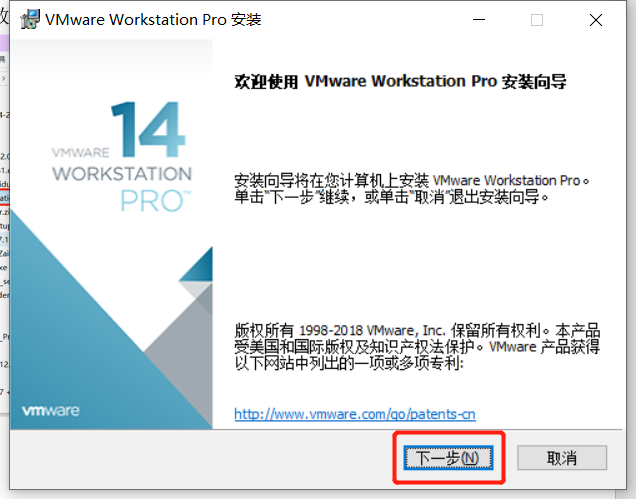 VMware Workstation Pro 安装
14
VMWARE
WORKSTATION
PRO™
vmware
欢迎使用 VMware Workstation Pro 安装向导
安装向导将在您计算机上安装 VMware Workstation Pro。
单击“下一步”继续，或单击“取消”退出安装向导。
版权所有 1998-2018 VMware, Inc. 保留所有权利。本产品
受美国和国际版权及知识产权法保护。VMware 产品获得
以下网站中列出的一项或多项专利:
http://www.vmware.com/go/patents-cn
下一步(N)
取消